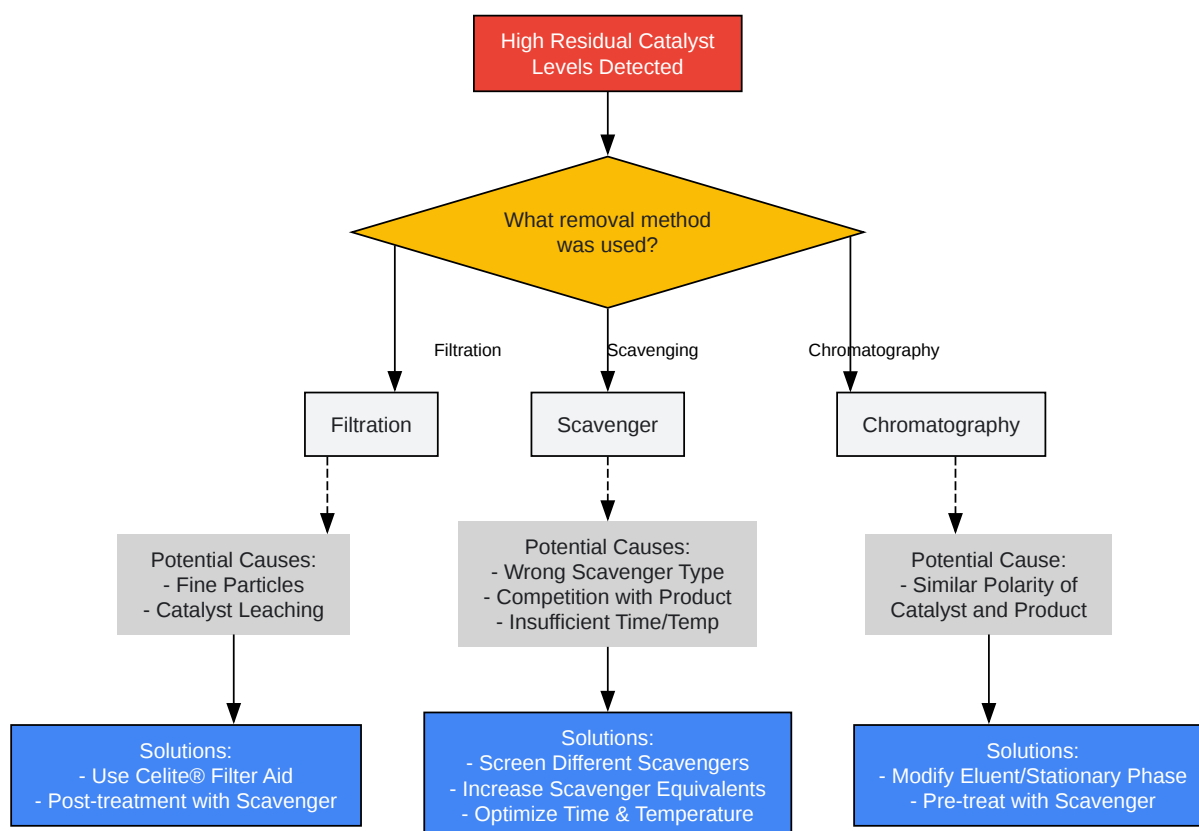 High Residual Catalyst
Levels Detected
What removal method
was used?
Filtration
Scavenging
Chromatography
Filtration
Scavenger
Chromatography
Potential Causes:
- Fine Particles
- Catalyst Leaching
Potential Causes:
- Wrong Scavenger Type
- Competition with Product
- Insufficient Time/Temp
Potential Cause:
- Similar Polarity of
Catalyst and Product
Solutions:
- Use Celite® Filter Aid
- Post-treatment with Scavenger
Solutions:
- Screen Different Scavengers
- Increase Scavenger Equivalents
- Optimize Time & Temperature
Solutions:
- Modify Eluent/Stationary Phase
- Pre-treat with Scavenger